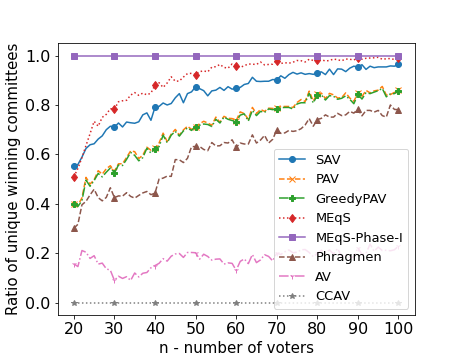 Ratio of unique winning committees
1.0
0.8
0.6
0.4
0.2
0.0
SAV
PAV
GreedyPAV
MEqS
MEqS-Phase-I
Phragmen
AV
CCAV
20 30 40 50 60 70 80 90 100
n - number of voters